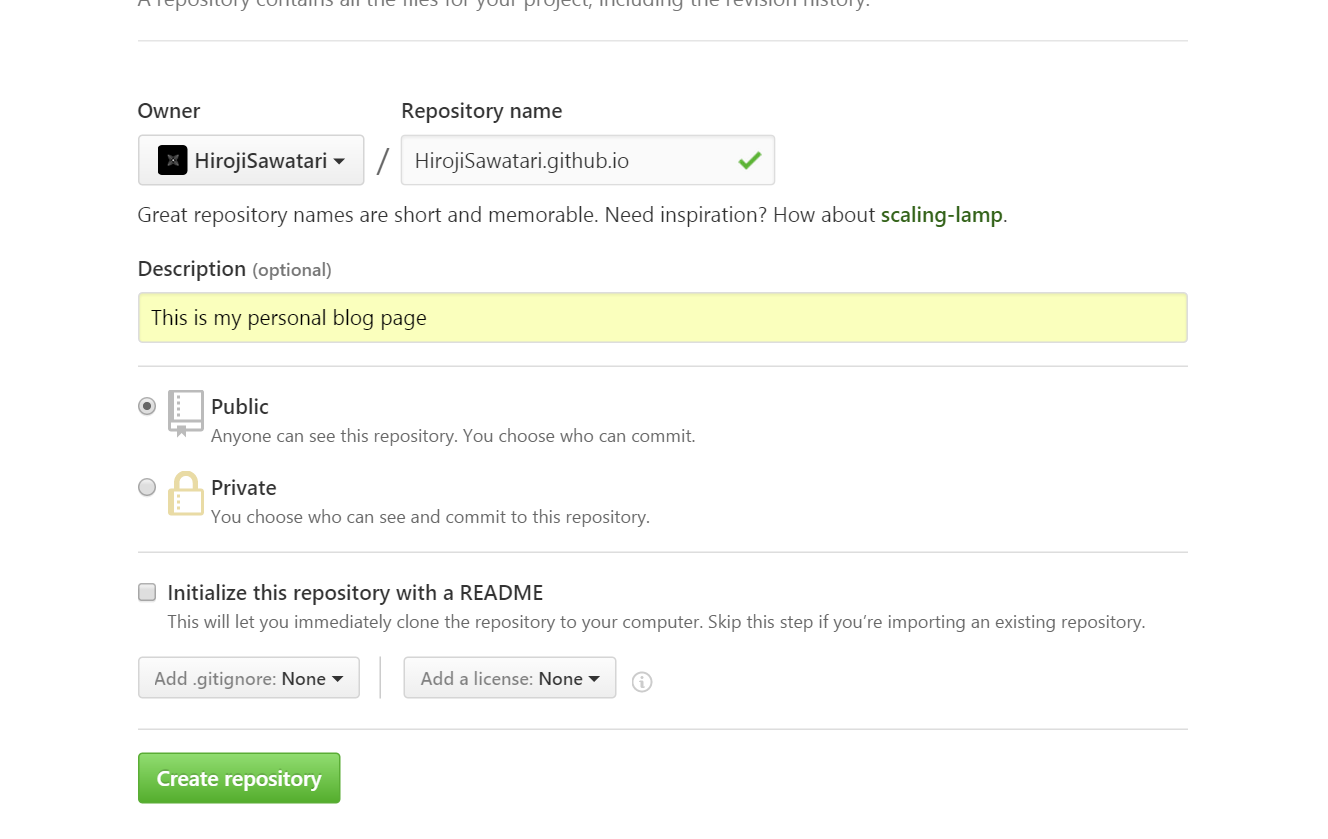 A repository contains all the files for your project, including the revision history.
Owner Repository name
HirojiSawatari / HirojiSawatari.github.io
Great repository names are short and memorable. Need inspiration? How about scaling-lamp.
Description (optional)
This is my personal blog page
Public
Anyone can see this repository. You choose who can commit.
Private
You choose who can see and commit to this repository.
Initialize this repository with a README
This will let you immediately clone the repository to your computer. Skip this step if you’re importing an existing repository.
Add .gitignore: None Add a license: None
Create repository